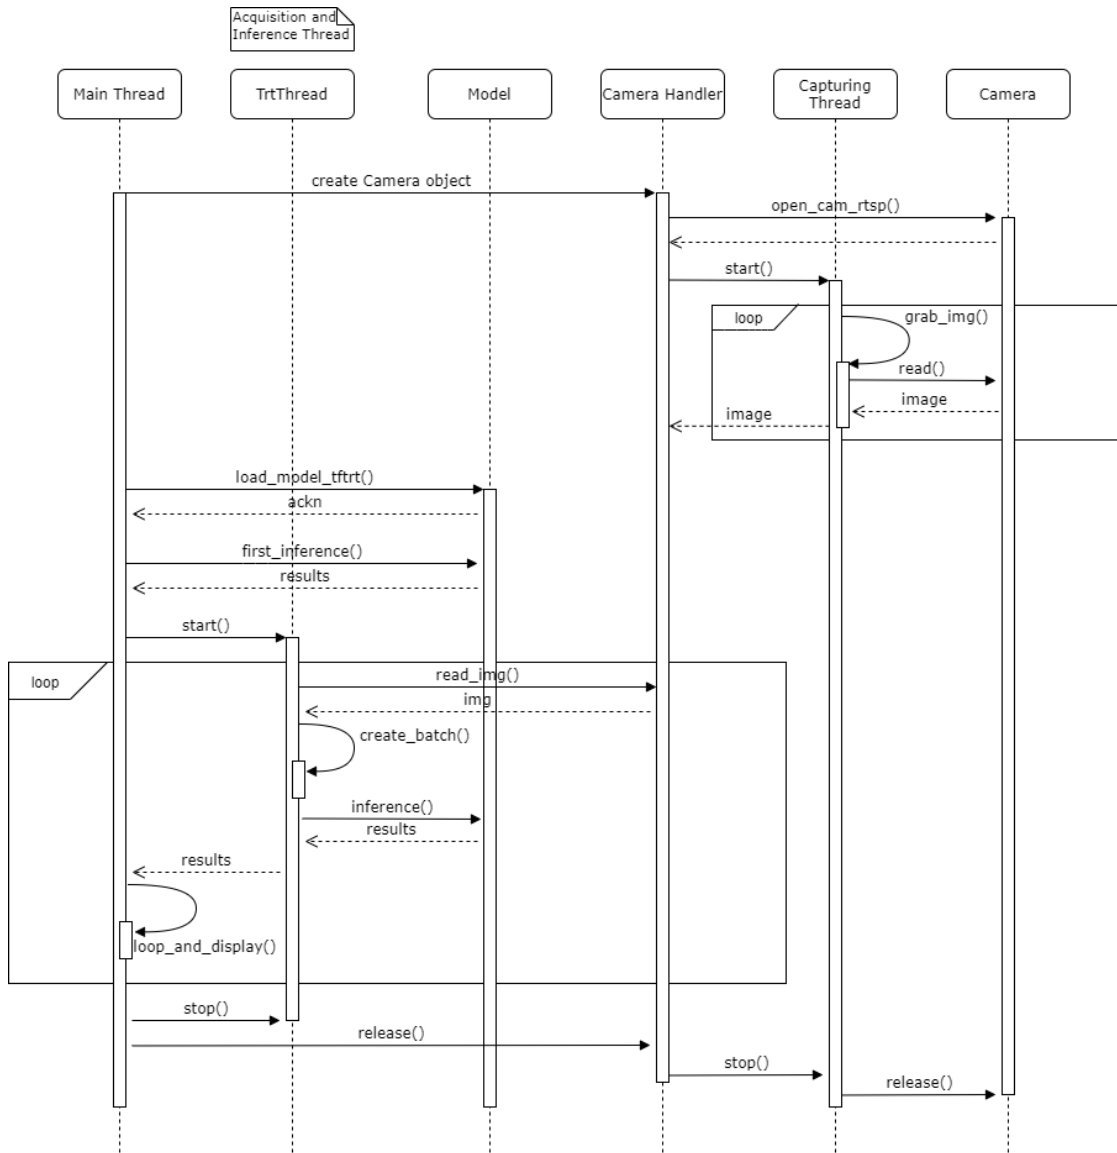 Acquisition and
Inference Thread
Main Thread
TrtThread
Model
Camera Handler
Capturing
Thread
Camera
create Camera object
open_cam_rtsp()
start()
loop
grab_img()
read()
image
image
load_model_tftrt()
ackn
first_inference()
results
start()
loop
read_img()
img
create_batch()
inference()
results
results
loop_and_display()
stop()
release()
stop()
release()